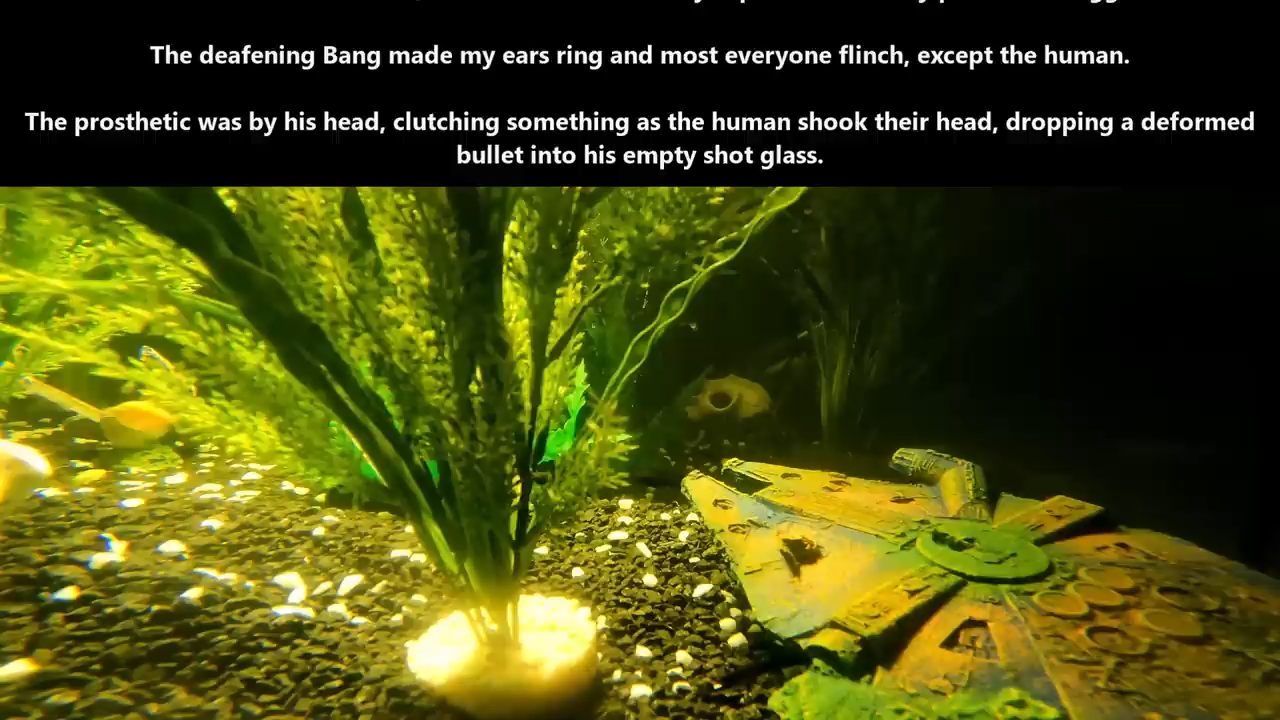 The deafening Bang made my ears ring and most everyone flinch, except the human.
The prosthetic was by his head, clutching something as the human shook their head, dropping a deformed
bullet into his empty shot glass.